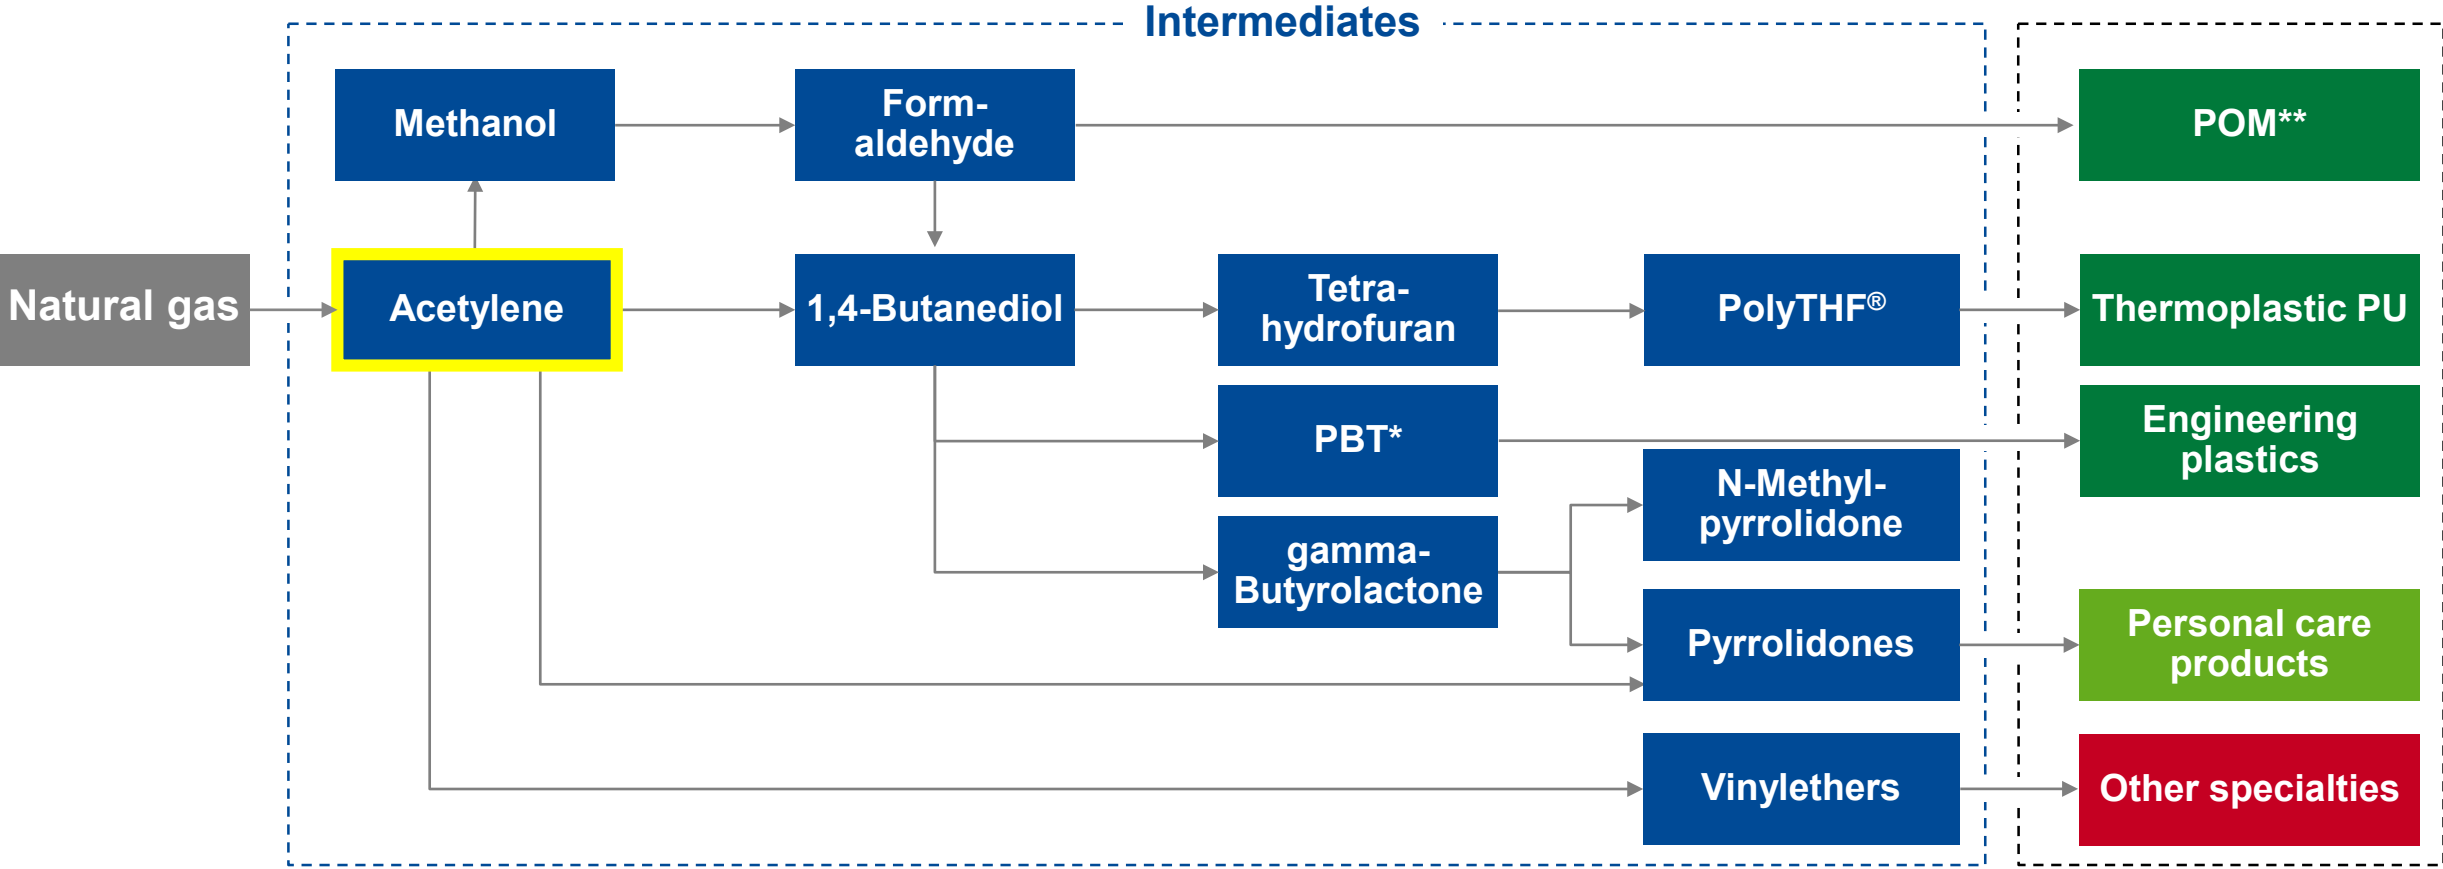 Intermediates
Methanol
Form-
aldehyde
POM**
Natural gas
Acetylene
1,4-Butanediol
Tetra-
hydrofuran
PolyTHF®
Thermoplastic PU
PBT*
Engineering
plastics
N-Methyl-
pyrrolidone
gamma-
Butyrolactone
Pyrrolidones
Personal care
products
Vinylethers
Other specialties